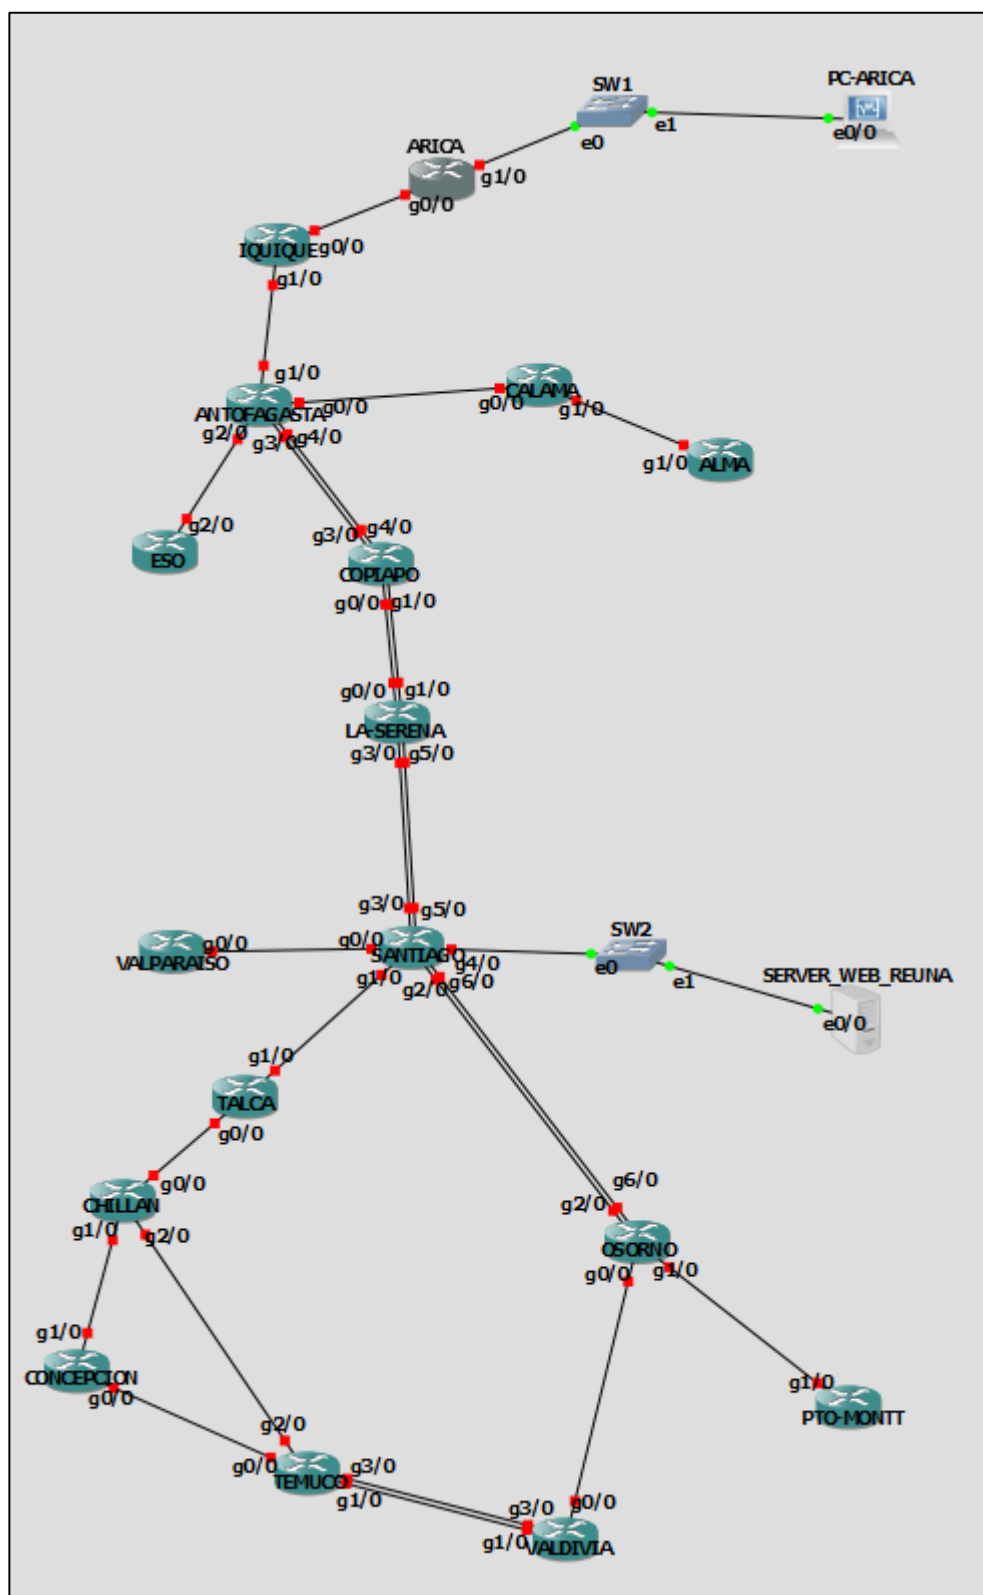 PC-ARICA
SW1
e1
e0/0
e0
ARICA
g1/0
g0/0
IQUIQUE
g0/0
g1/0
g1/0
CALAMA
g0/0
g0/0
g1/0
ANTOFAGASTA
g2/0
g3/0
g4/0
g1/0
ALMA
g2/0
g4/0
g3/0
ESO
COPIAPO
g0/0
g1/0
g0/0
g1/0
LA-SERENA
g3/0
g5/0
g3/0
g5/0
SW2
g0/0
g0/0
VALPARAISO
SANTIAGO
g4/0
e0
e1
SERVER_WEB_REUNA
g1/0
g2/0
g6/0
e0/0
g1/0
TALCA
g0/0
g0/0
g6/0
g2/0
CHILLAN
g1/0
g2/0
OSORNO
g0/0
g1/0
g1/0
CONCEPCION
g0/0
g1/0
PTO-MONTT
g2/0
g0/0
g3/0
TEMUCO
g1/0
g0/0
g3/0
g1/0
VALDIVIA